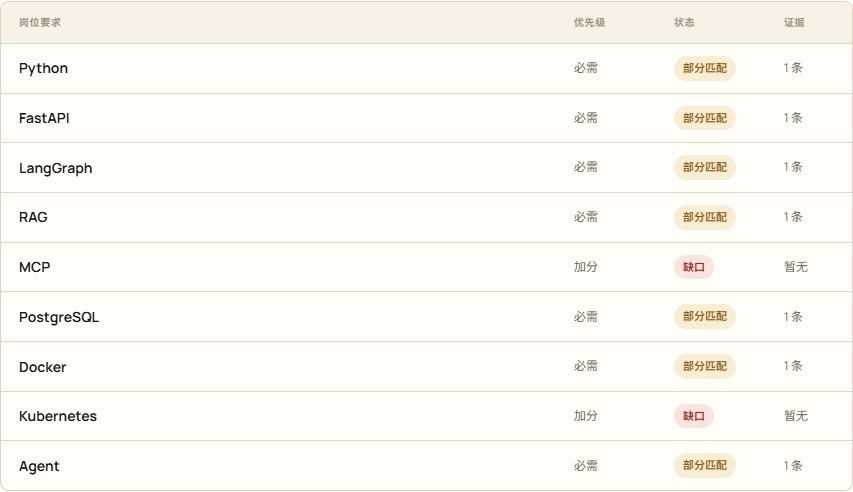 岗位要求 优先级 状态 证据
Python 必需 部分匹配 1 条
FastAPI 必需 部分匹配 1 条
LangGraph 必需 部分匹配 1 条
RAG 必需 部分匹配 1 条
MCP 加分 缺口 暂无
PostgreSQL 必需 部分匹配 1 条
Docker 必需 部分匹配 1 条
Kubernetes 加分 缺口 暂无
Agent 必需 部分匹配 1 条